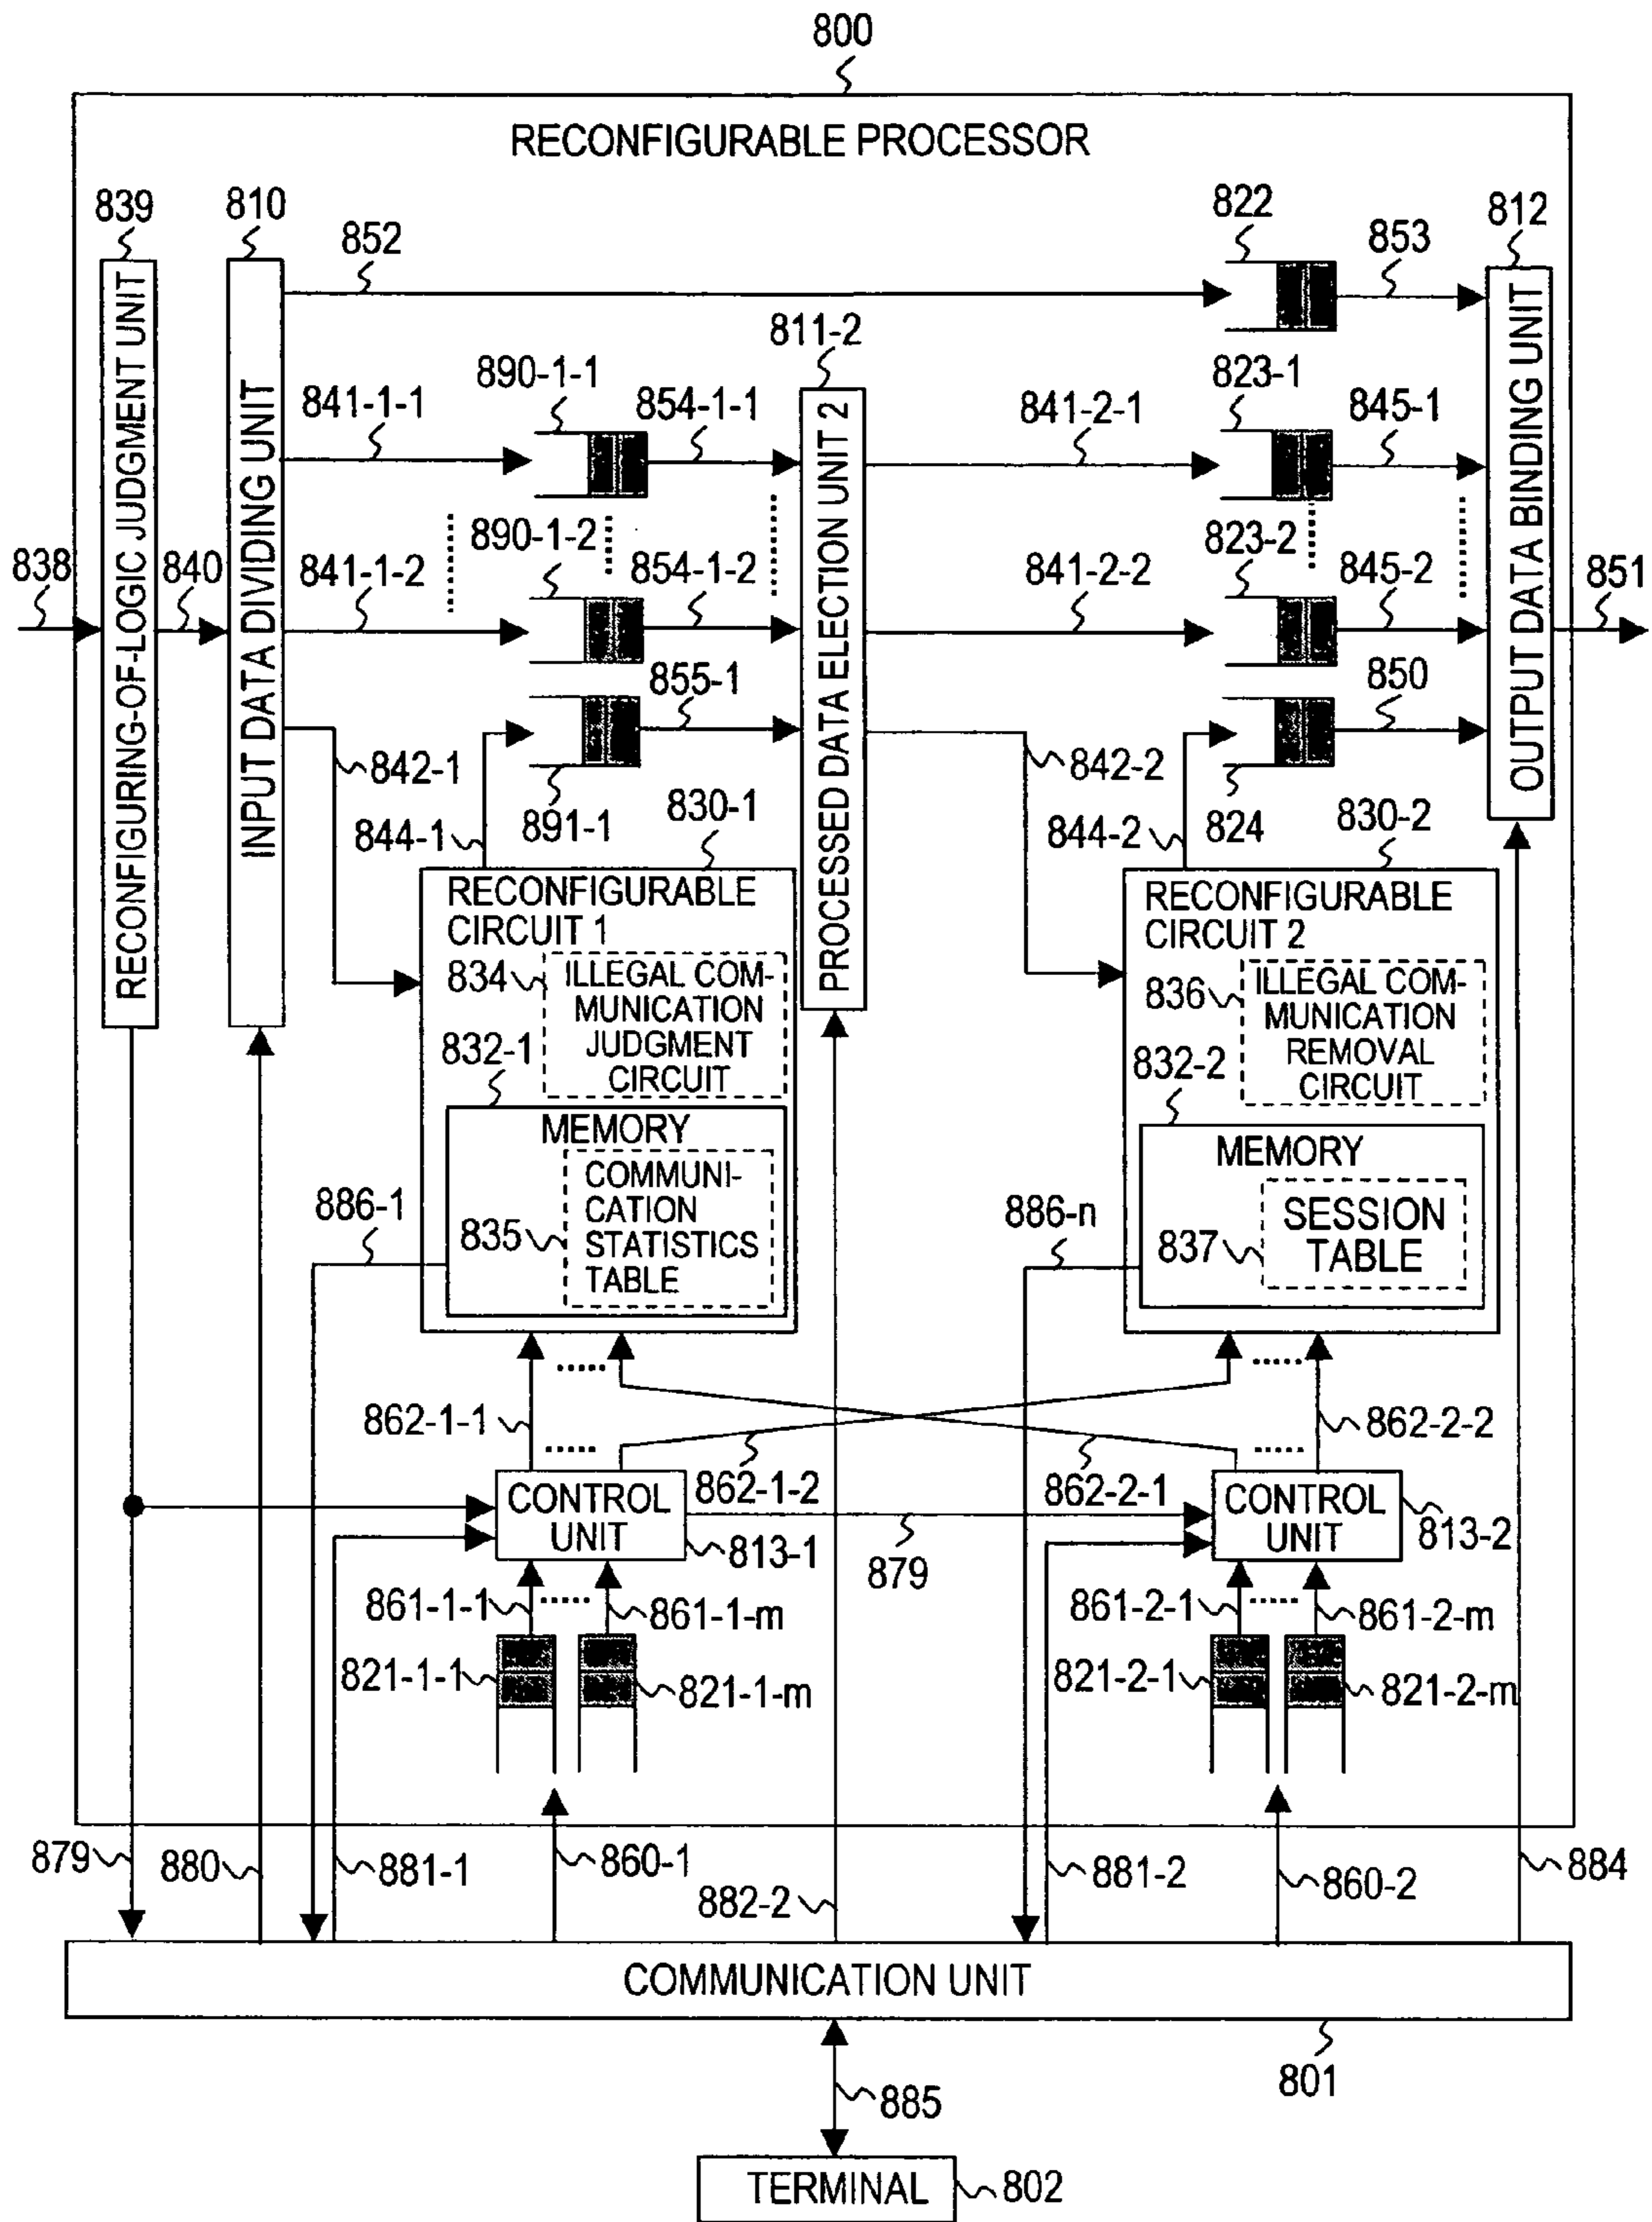 800
RECONFIGURABLE PROCESSOR
839
810
852
822
853
812
RECONFIGURING-OF-LOGIC JUDGMENT UNIT
INPUT DATA DIVIDING UNIT
811-2
PROCESSED DATA ELECTION UNIT 2
OUTPUT DATA BINDING UNIT
841-1-1
890-1-1
854-1-1
841-2-1
823-1
845-1
838
840
841-1-2
890-1-2
854-1-2
841-2-2
823-2
845-2
851
855-1
850
842-1
891-1
842-2
824
844-1
830-1
844-2
830-2
RECONFIGURABLE
CIRCUIT 1
834
ILLEGAL COM-
MUNICATION
JUDGMENT
CIRCUIT
832-1
MEMORY
835
COMMUNI-
CATION
STATISTICS
TABLE
886-1
RECONFIGURABLE
CIRCUIT 2
836
ILLEGAL COM-
MUNICATION
REMOVAL
CIRCUIT
832-2
MEMORY
837
SESSION
TABLE
886-n
862-1-1
862-1-2
862-2-1
862-2-2
CONTROL
UNIT
813-1
879
CONTROL
UNIT
813-2
861-1-1
861-1-m
861-2-1
861-2-m
821-1-1
821-1-m
821-2-1
821-2-m
879
880
881-1
860-1
882-2
881-2
860-2
884
COMMUNICATION UNIT
801
885
TERMINAL
802